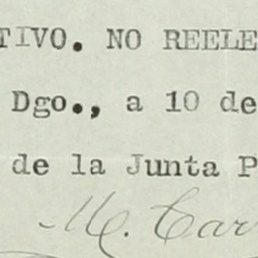 TIVO. NO REELE
Dgo., a 10 de
de la Junta P
M. Car